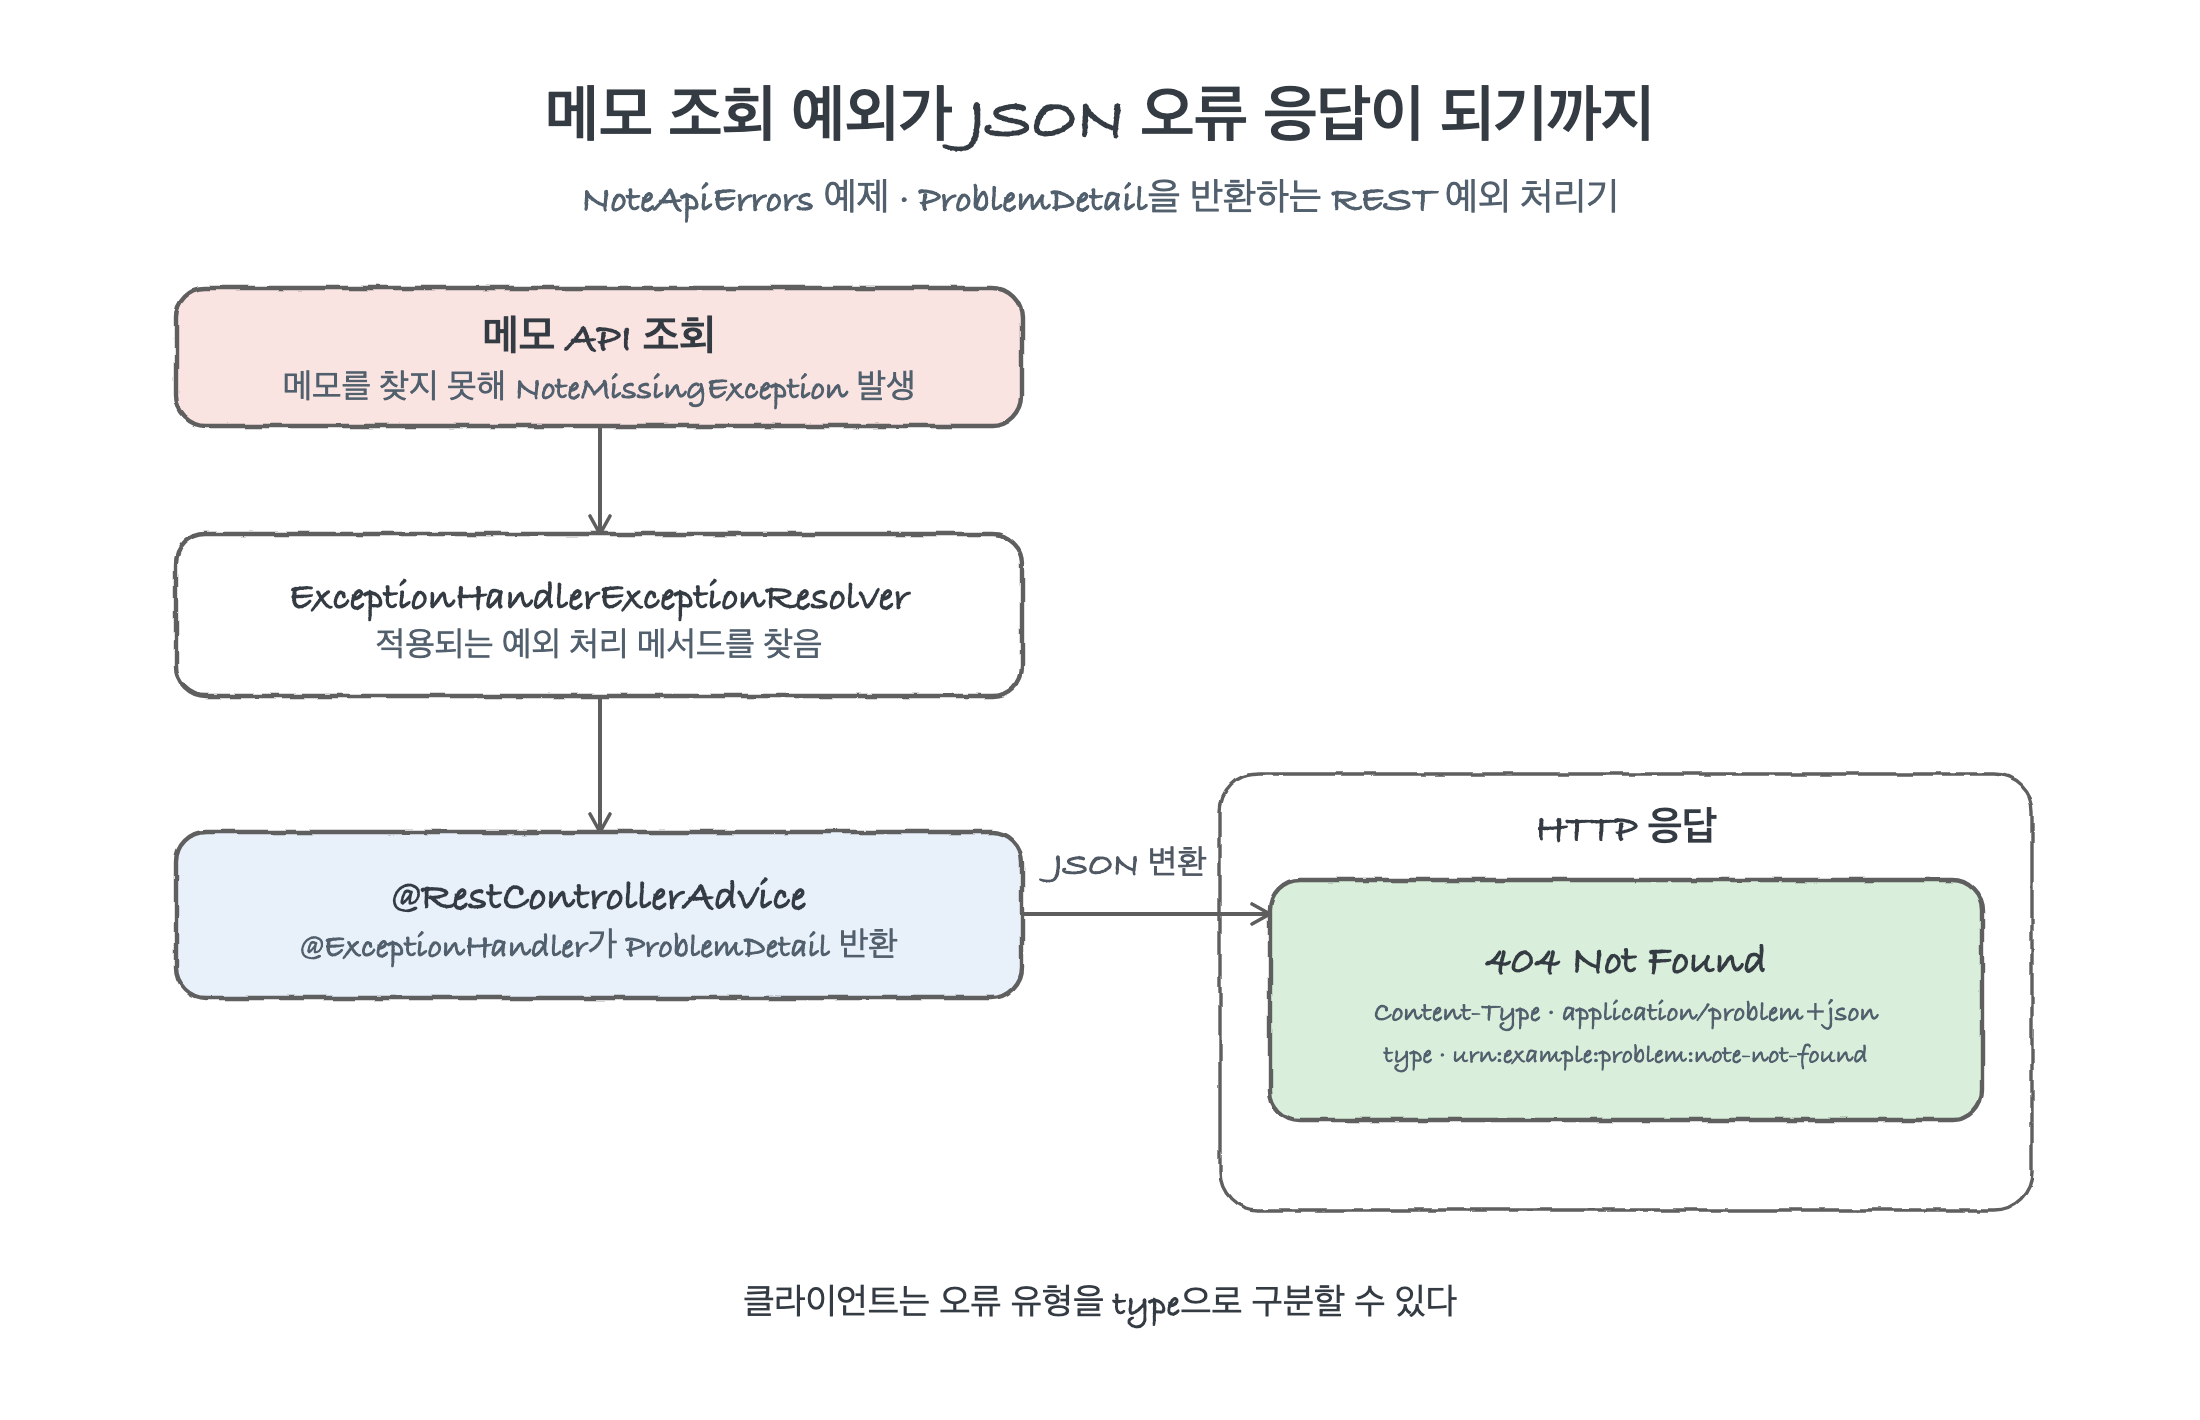 메모 조회 예외가 JSON 오류 응답이 되기까지
NoteApiErrors 예제 · ProblemDetail을 반환하는 REST 예외 처리기
메모 API 조회
메모를 찾지 못해 NoteMissingException 발생
ExceptionHandlerExceptionResolver
적용되는 예외 처리 메서드를 찾음
@RestControllerAdvice
@ExceptionHandler가 ProblemDetail 반환
JSON 변환
HTTP 응답
404 Not Found
Content-Type · application/problem+json
type · urn:example:problem:note-not-found
클라이언트는 오류 유형을 type으로 구분할 수 있다